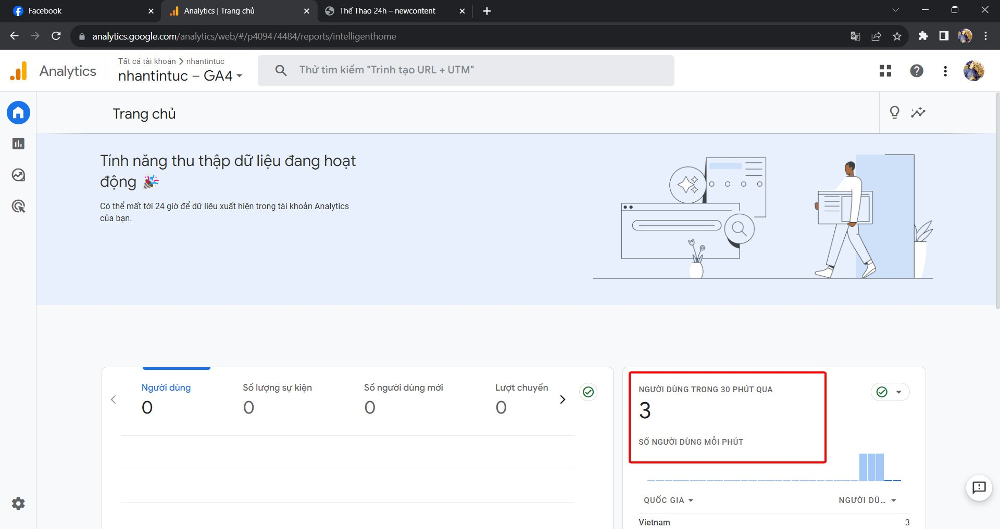 Facebook
Analytics | Trang chủ
Thể Thao 24h – newcontent
analytics.google.com/analytics/web/#/p409474484/reports/intelligenthome
Analytics
Tất cả tài khoản > nhantintuc
nhantintuc – GA4
Thử tìm kiếm "Trình tạo URL + UTM"
Trang chủ
Tính năng thu thập dữ liệu đang hoạt
động 🎉
Có thể mất tới 24 giờ để dữ liệu xuất hiện trong tài khoản Analytics
của bạn.
Người dùng
0
Số lượng sự kiện
0
Số người dùng mới
0
Lượt chuyển
0
NGƯỜI DÙNG TRONG 30 PHÚT QUA
3
SỐ NGƯỜI DÙNG MỖI PHÚT
QUỐC GIA
NGƯỜI DÙ...
Vietnam
3